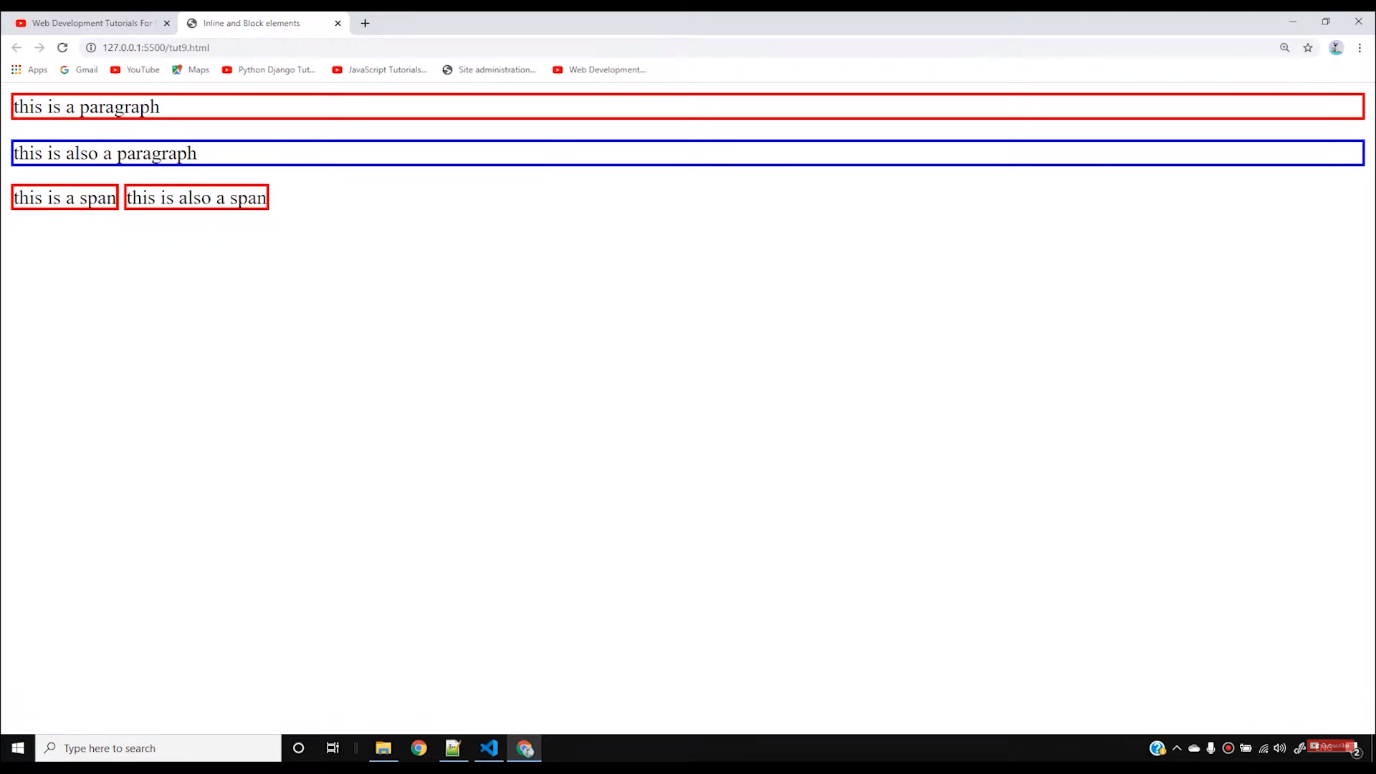 Web Development Tutorials For
Inline and Block elements
127.0.0.1:5500/tut9.html
Apps
Gmail
YouTube
Maps
Python Django Tut...
JavaScript Tutorials...
Site administration...
Web Development...
this is a paragraph
this is also a paragraph
this is a span this is also a span
Type here to search
2